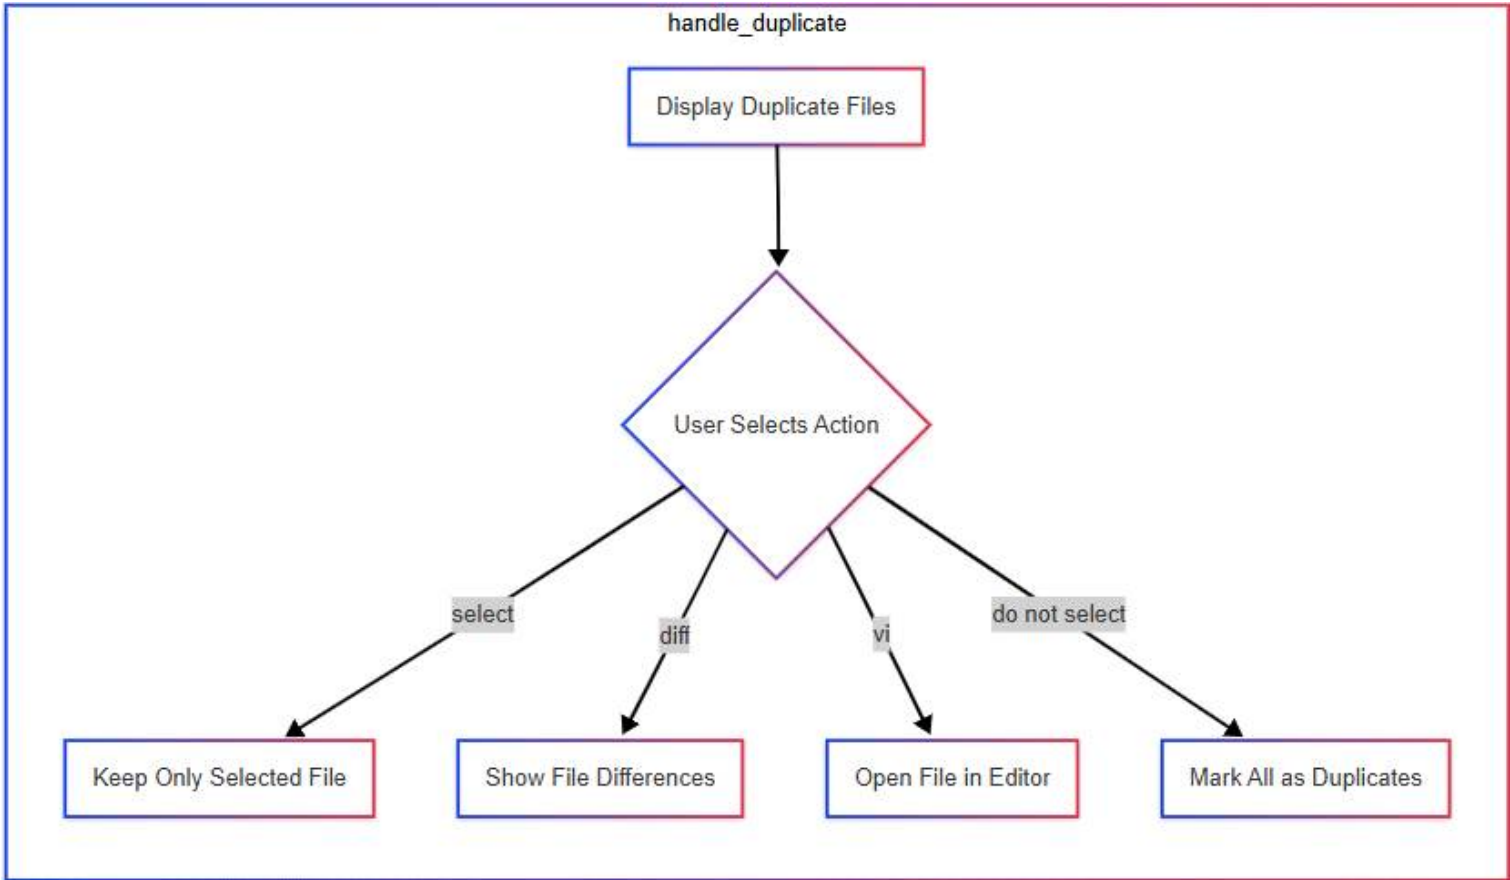 handle_duplicate
Display Duplicate Files
User Selects Action
select
diff
vi
do not select
Keep Only Selected File
Show File Differences
Open File in Editor
Mark All as Duplicates